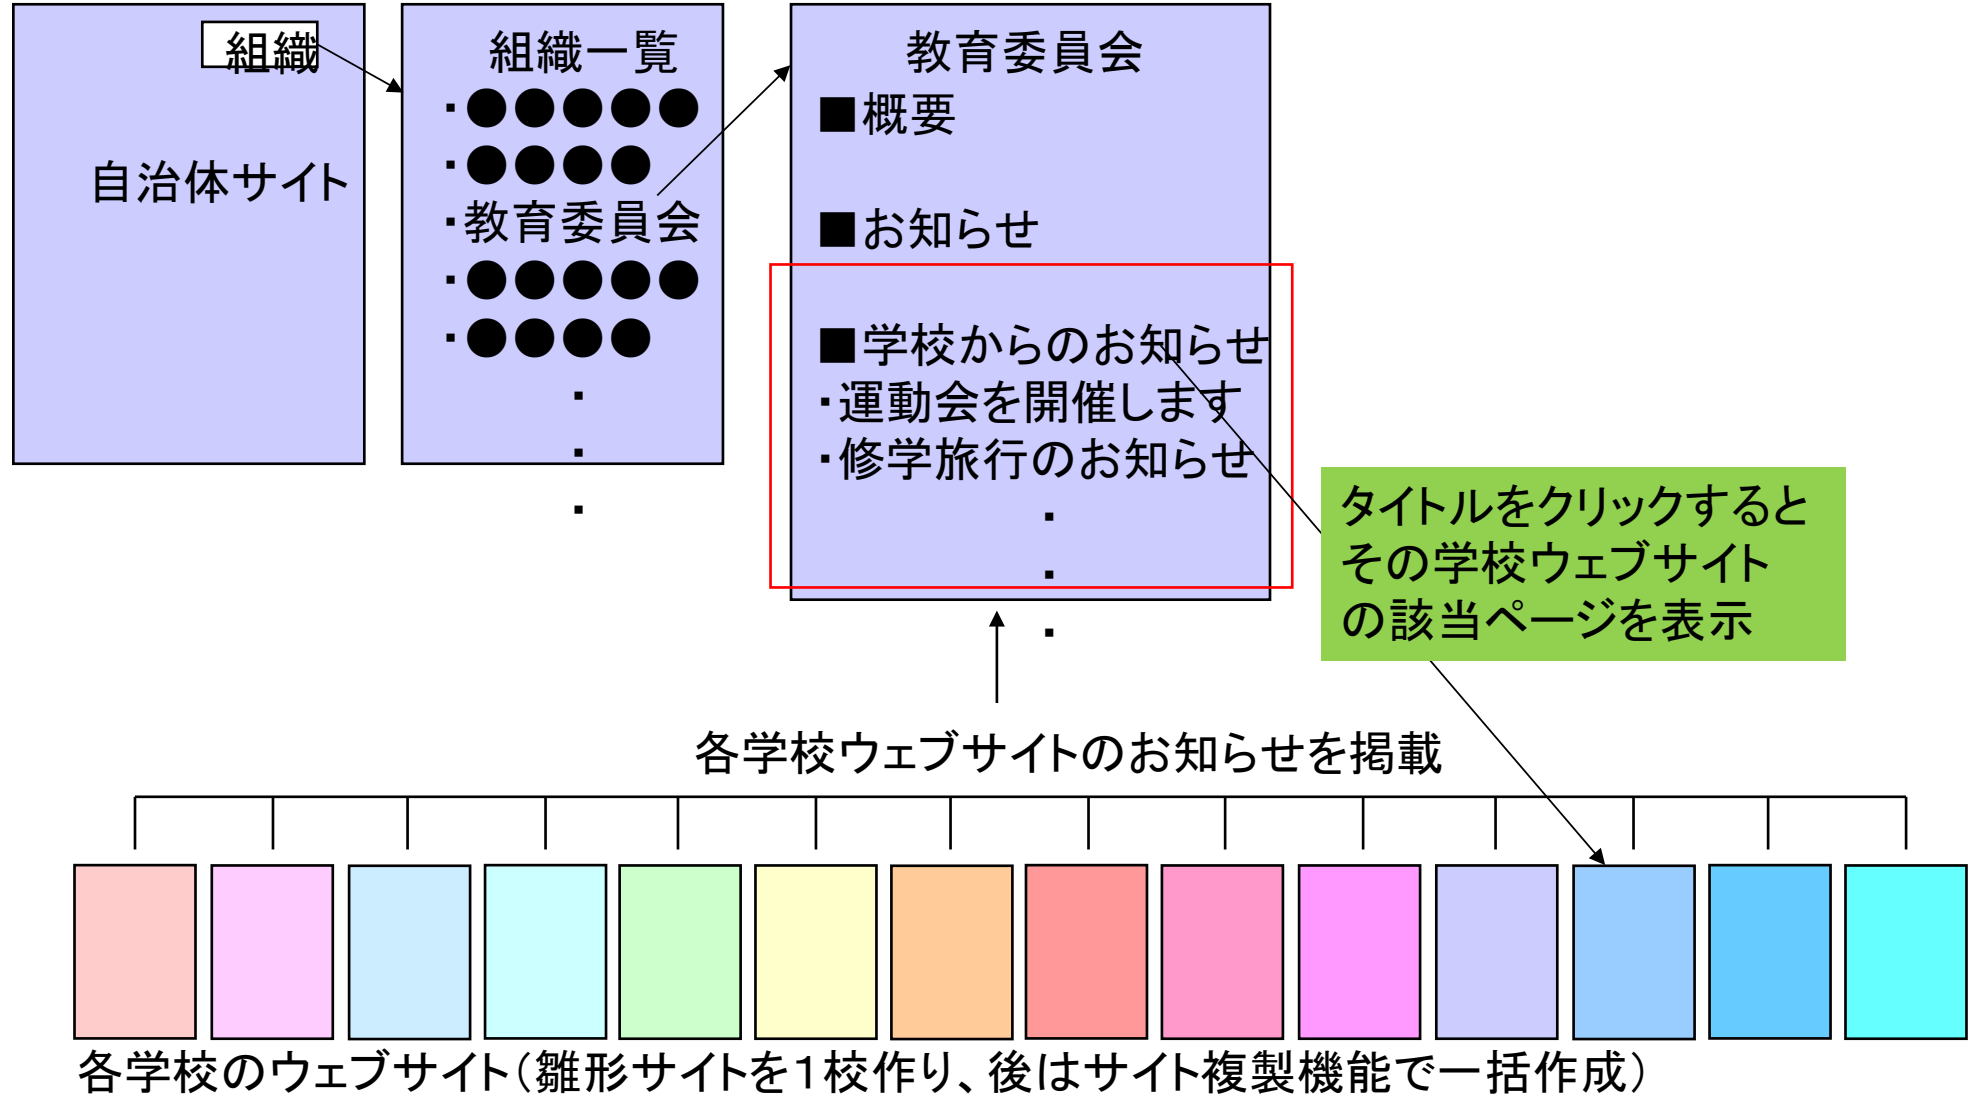 組織
自治体サイト
組織一覧
・●●●●●
・●●●●
・教育委員会
・●●●●●
・●●●●
・
・
・
教育委員会
■概要
■お知らせ
■学校からのお知らせ
・運動会を開催します
・修学旅行のお知らせ
・
・
・
タイトルをクリックすると
その学校ウェブサイト
の該当ページを表示
各学校ウェブサイトのお知らせを掲載
各学校のウェブサイト（雛形サイトを１校作り、後はサイト複製機能で一括作成）